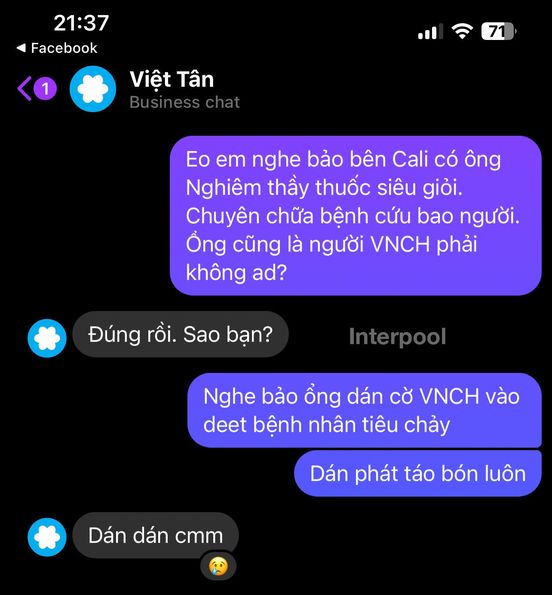 21:37
71
Facebook
1
Việt Tân
Business chat
Eo em nghe bảo bên Cali có ông
Nghiêm thầy thuốc siêu giỏi.
Chuyên chữa bệnh cứu bao người.
Ổng cũng là người VNCH phải
không ad?
Đúng rồi. Sao bạn?
Interpool
Nghe bảo ổng dán cờ VNCH vào
deet bệnh nhân tiêu chảy
Dán phát táo bón luôn
Dán dán cmm